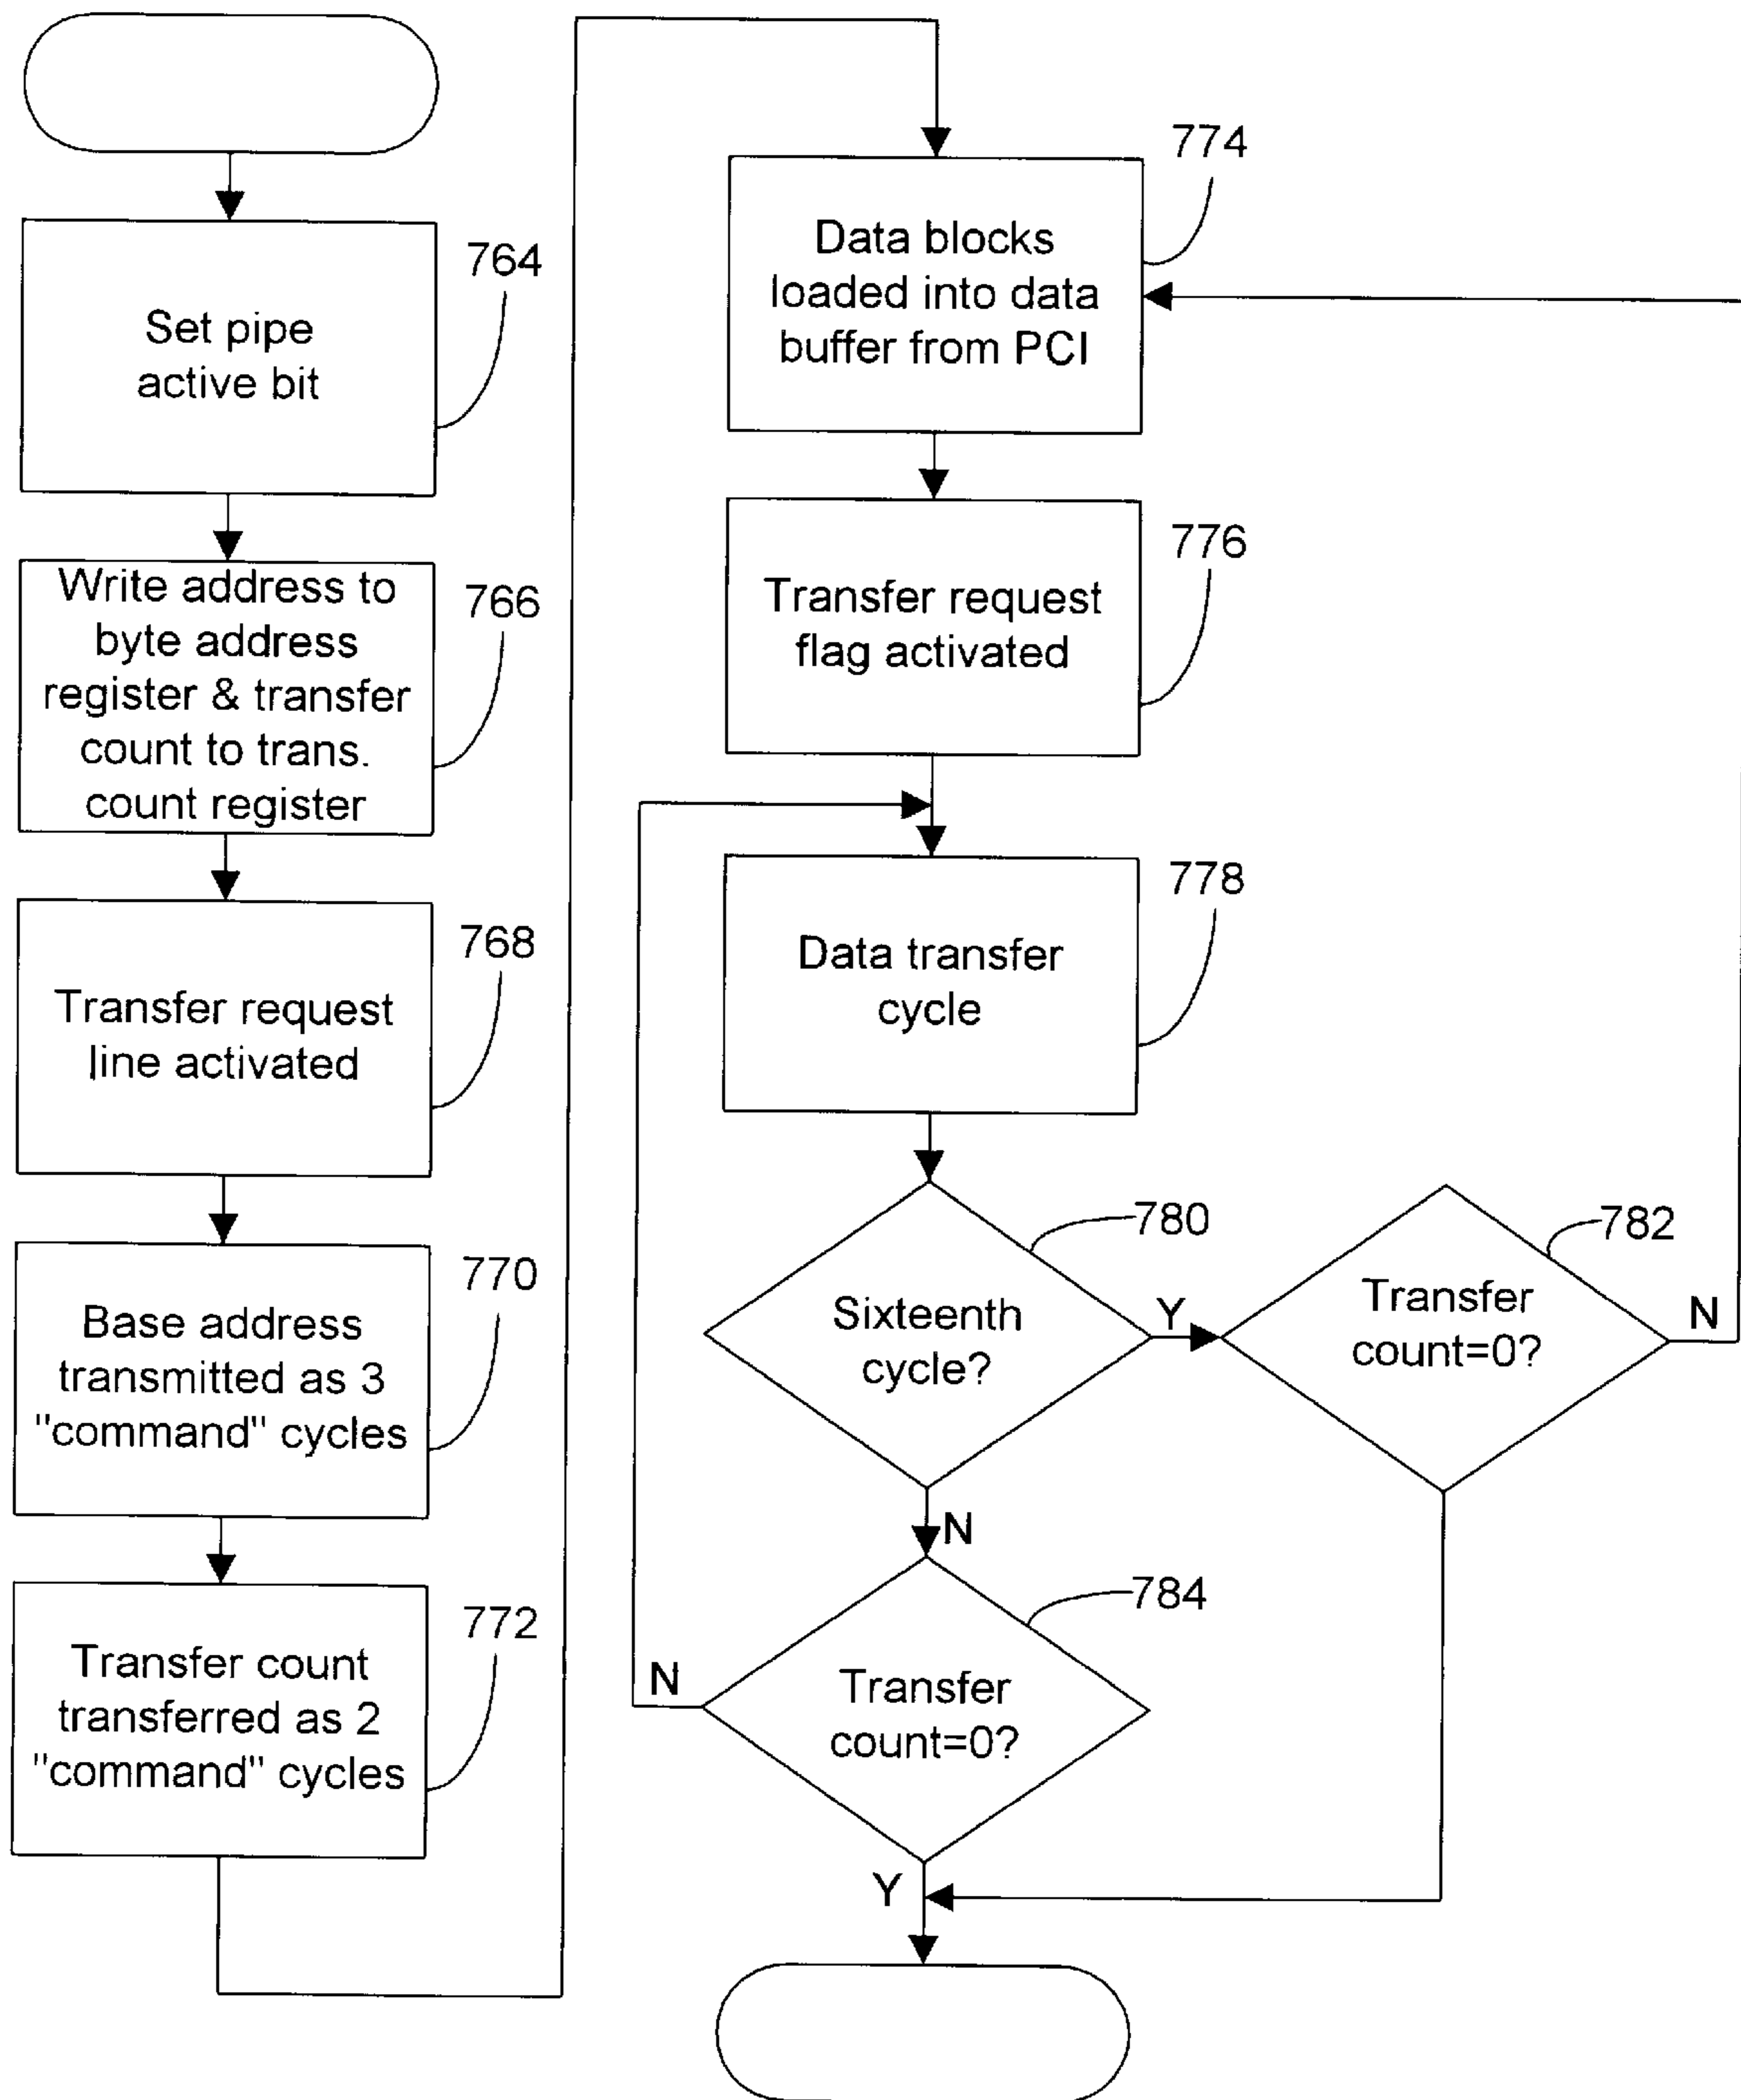 764
Set pipe
active bit
766
Write address to
byte address
register & transfer
count to trans.
count register
768
Transfer request
line activated
770
Base address
transmitted as 3
"command" cycles
772
Transfer count
transferred as 2
"command" cycles
774
Data blocks
loaded into data
buffer from PCI
776
Transfer request
flag activated
778
Data transfer
cycle
780
Sixteenth
cycle?
Y
N
782
Transfer
count=0?
N
784
Transfer
count=0?
N
Y